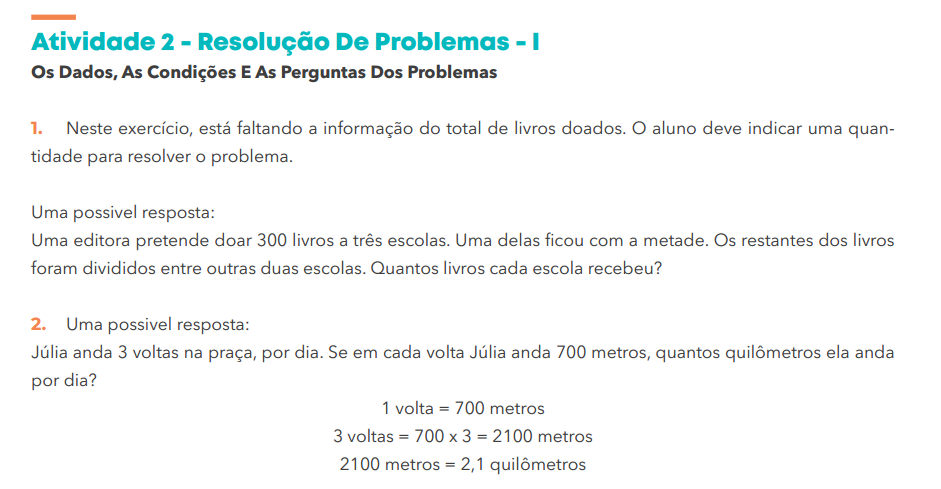 Atividade 2 - Resolução De Problemas - I
Os Dados, As Condições E As Perguntas Dos Problemas
1. Neste exercício, está faltando a informação do total de livros doados. O aluno deve indicar uma quan-
tidade para resolver o problema.
Uma possivel resposta:
Uma editora pretende doar 300 livros a três escolas. Uma delas ficou com a metade. Os restantes dos livros
foram divididos entre outras duas escolas. Quantos livros cada escola recebeu?
2. Uma possivel resposta:
Júlia anda 3 voltas na praça, por dia. Se em cada volta Júlia anda 700 metros, quantos quilômetros ela anda
por dia?
1 volta = 700 metros
3 voltas = 700 x 3 = 2100 metros
2100 metros = 2,1 quilômetros